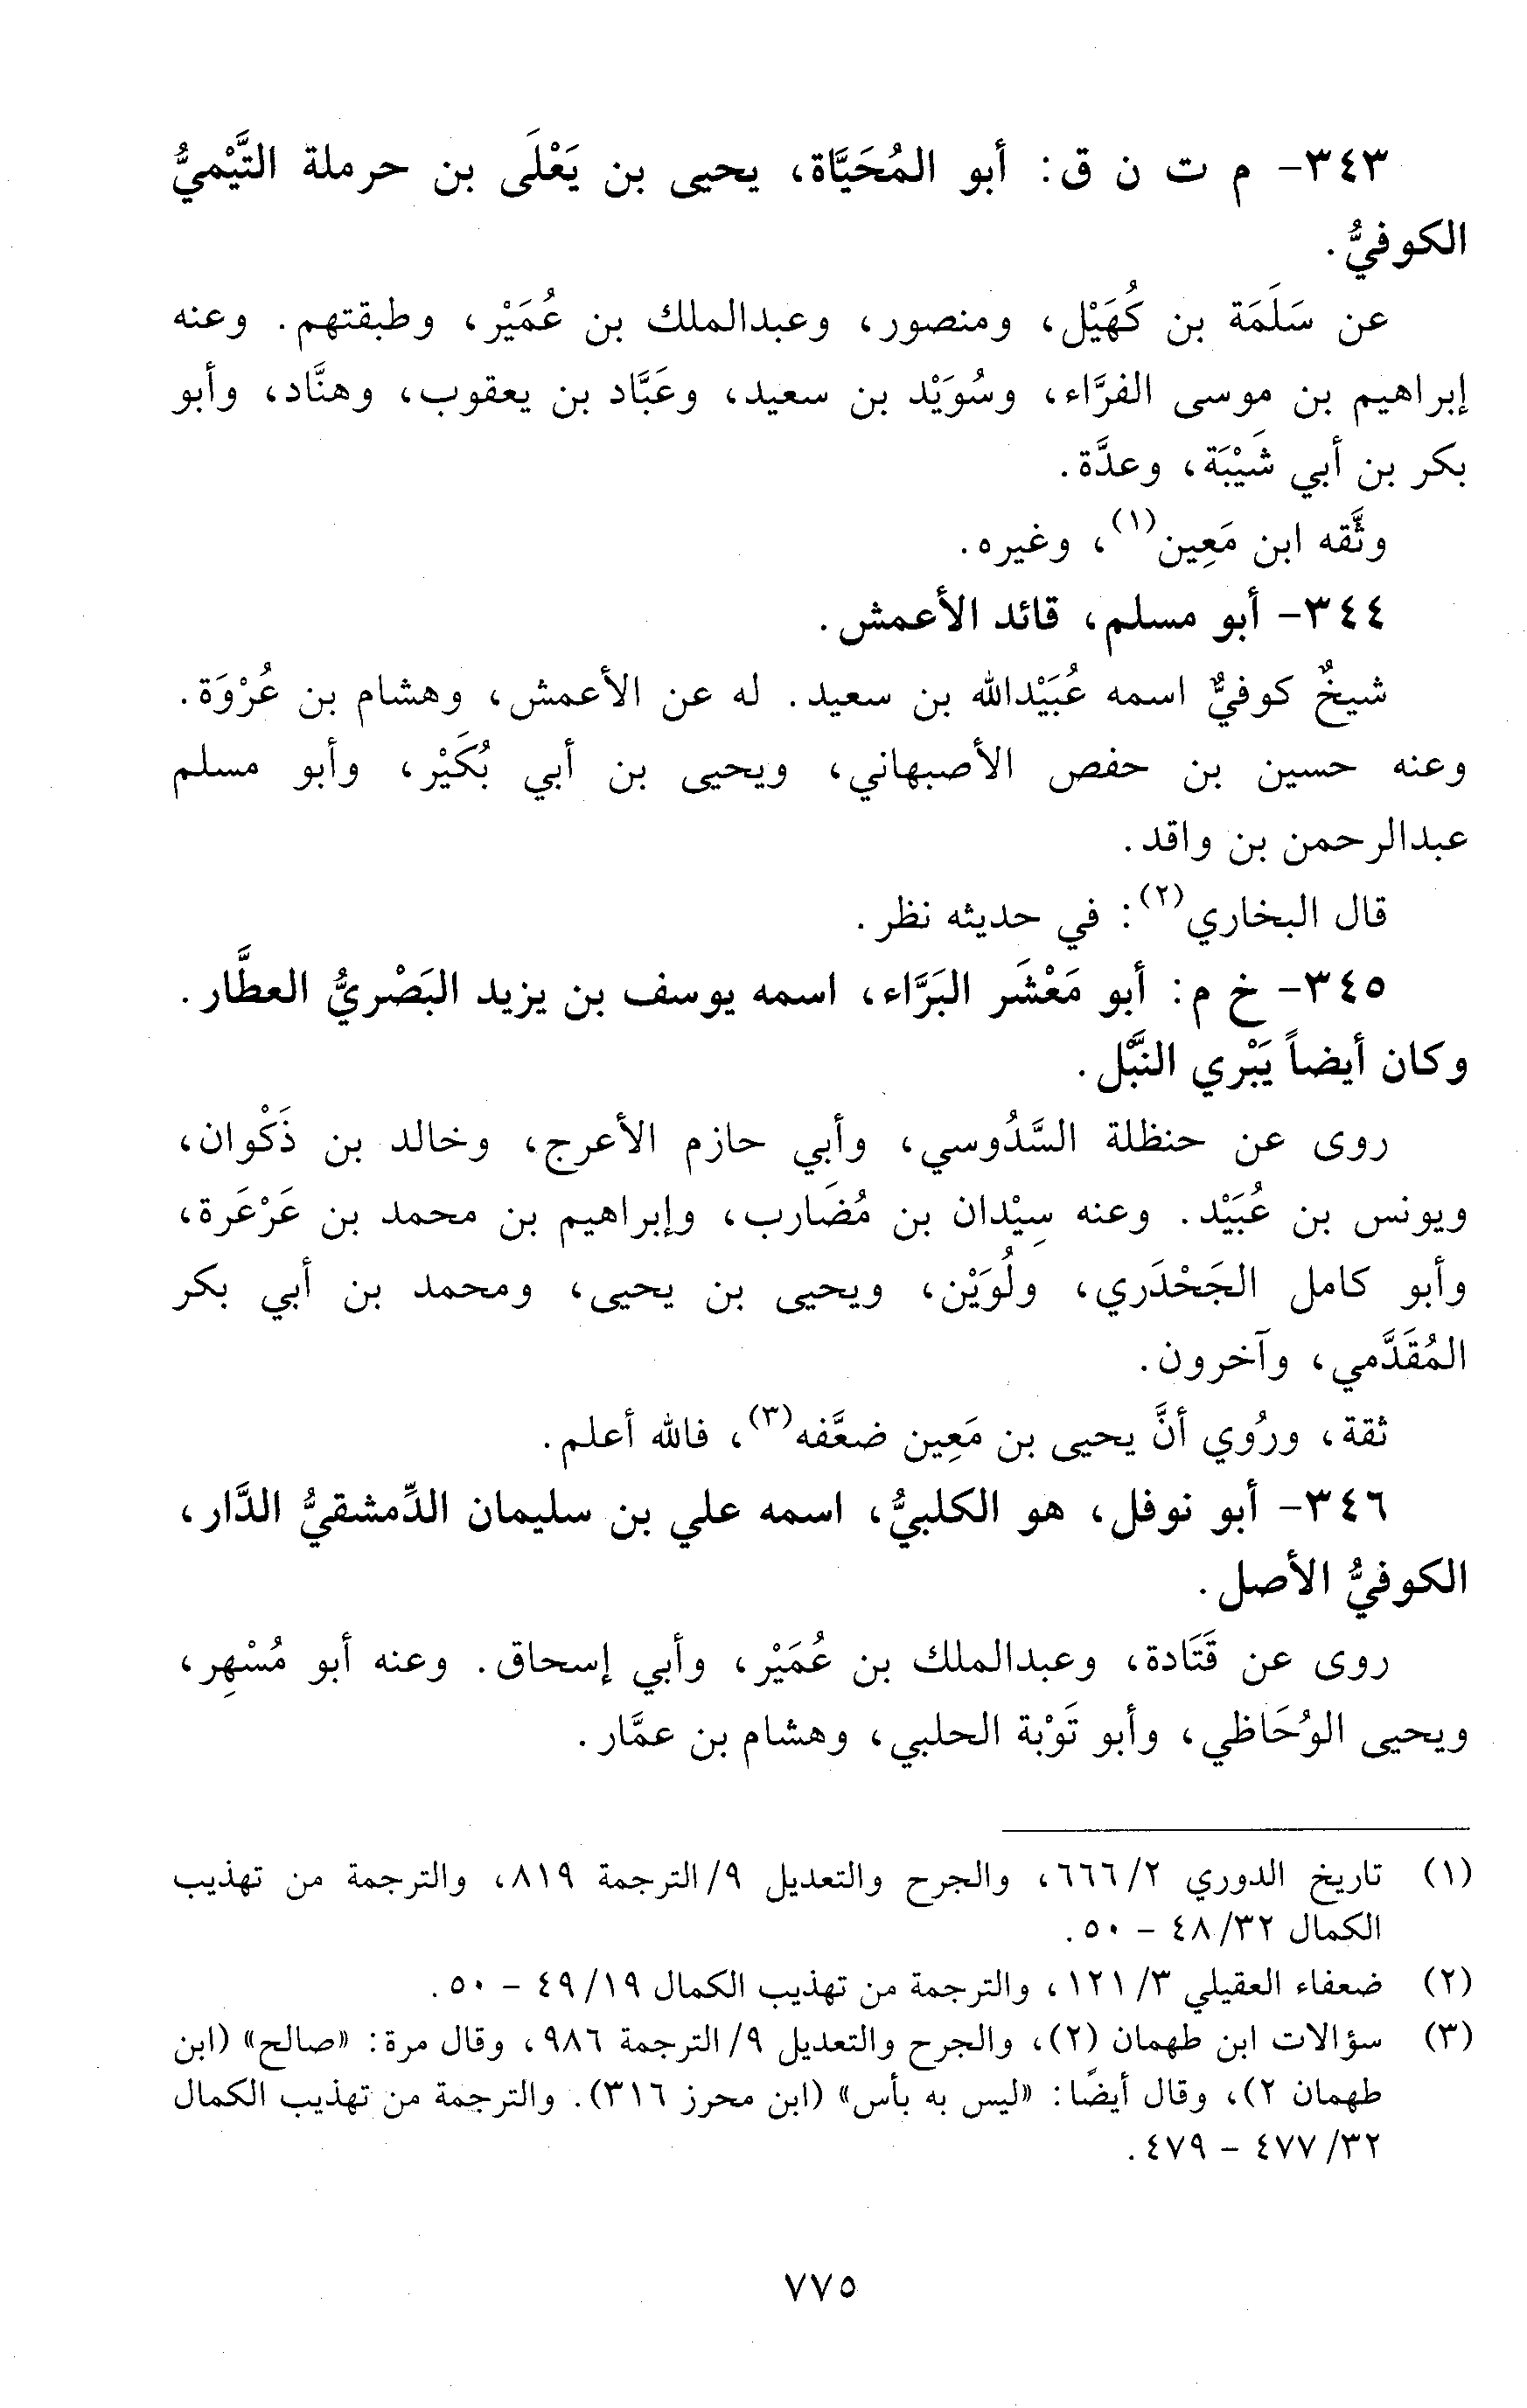 ٣٤٣- م ت ن ق: أبو المُحَيَّاة، يحيى بن يَعْلَى بن حرملة التَّيْميُّ
الكوفيُّ.
عن سَلَمَة بن كُهَيْل، ومنصور، وعبدالملك بن عُمَيْر، وطبقتهم. وعنه
إبراهيم بن موسى الفرَّاء، وسُوَيْد بن سعيد، وعَبَّاد بن يعقوب، وهنَّاد، وأبو
بكر بن أبي شَيْبَة، وعدَّة.
وثَّقه ابن مَعِين(١)، وغيره.
٣٤٤- أبو مسلم، قائد الأعمش.
شيخٌ كوفيٌّ اسمه عُبَيْدالله بن سعيد. له عن الأعمش، وهشام بن عُرْوَة.
وعنه حسين بن حفص الأصبهاني، ويحيى بن أبي بُكَيْر، وأبو مسلم
عبدالرحمن بن واقد.
قال البخاري(٢): في حديثه نظر.
٣٤٥- خ م: أبو مَعْشَر البَرَّاء، اسمه يوسف بن يزيد البَصْريُّ العطَّار.
وكان أيضاً يَبْري النَّبْل.
روى عن حنظلة السَّدُوسي، وأبي حازم الأعرج، وخالد بن ذَكْوان،
ويونس بن عُبَيْد. وعنه سِيْدان بن مُضَارب، وإبراهيم بن محمد بن عَرْعَرة،
وأبو كامل الجَحْدَري، ولُوَيْن، ويحيى بن يحيى، ومحمد بن أبي بكر
المُقَدَّمي، وآخرون.
ثقة، ورُوي أنَّ يحيى بن مَعِين ضعَّفه(٣)، فالله أعلم.
٣٤٦- أبو نوفل، هو الكلبيُّ، اسمه علي بن سليمان الدِّمشقيُّ الدَّار،
الكوفيُّ الأصل.
روى عن قَتَادة، وعبدالملك بن عُمَيْر، وأبي إسحاق. وعنه أبو مُسْهِر،
ويحيى الوُحَاظي، وأبو تَوْبة الحلبي، وهشام بن عمَّار.
(١) تاريخ الدوري ٢/ ٦٦٦، والجرح والتعديل ٩/ الترجمة ٨١٩، والترجمة من تهذيب
الكمال ٣٢/ ٤٨ - ٥٠.
(٢) ضعفاء العقيلي ٣/ ١٢١، والترجمة من تهذيب الكمال ١٩/ ٤٩ - ٥٠.
(٣) سؤالات ابن طهمان (٢)، والجرح والتعديل ٩/ الترجمة ٩٨٦، وقال مرة: «صالح» (ابن
طهمان ٢)، وقال أيضًا: «ليس به بأس» (ابن محرز ٣١٦). والترجمة من تهذيب الكمال
٣٢/ ٤٧٧ - ٤٧٩.
٧٧٥